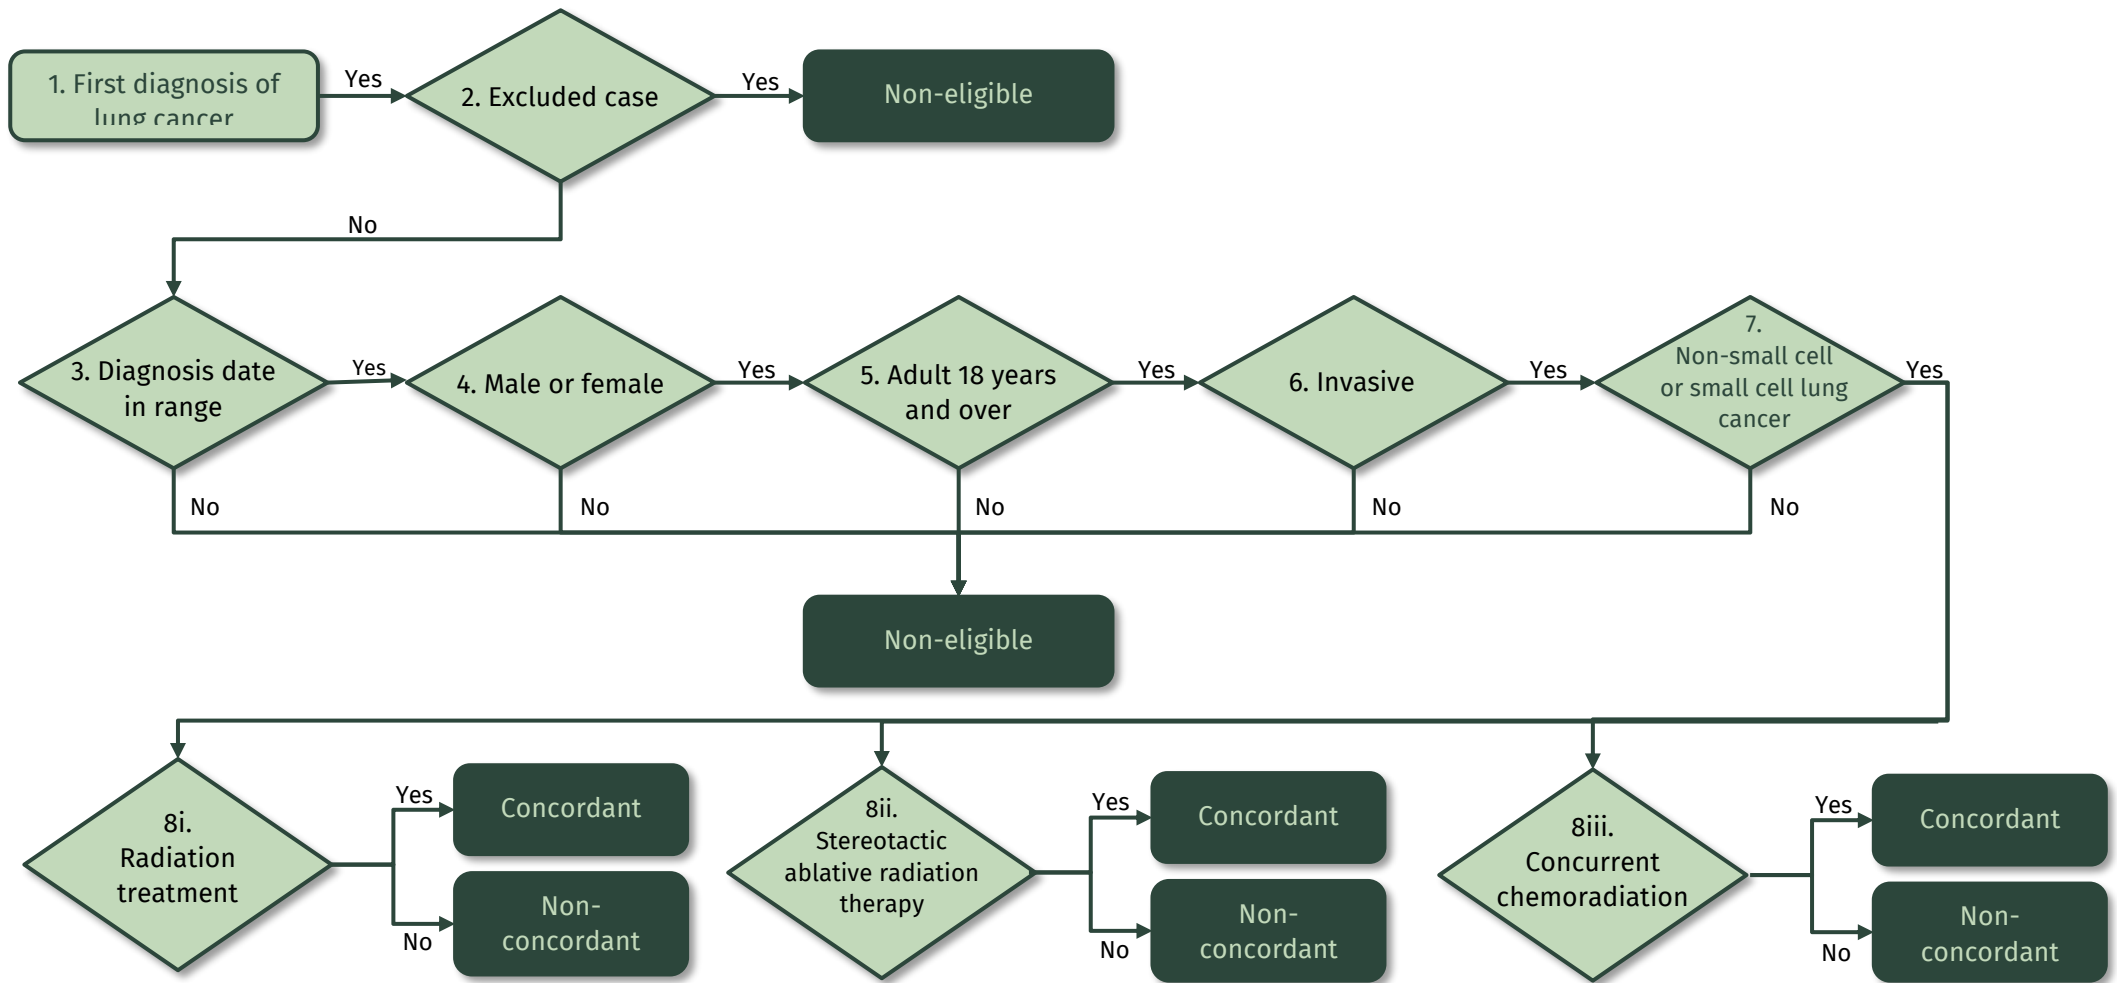 1. First diagnosis of
lung cancer
Yes
2. Excluded case
Yes
Non-eligible
No
3. Diagnosis date
in range
Yes
4. Male or female
Yes
5. Adult 18 years
and over
Yes
6. Invasive
Yes
7.
Non-small cell
or small cell lung
cancer
Yes
No
No
No
No
No
Non-eligible
8i.
Radiation
treatment
Yes
Concordant
No
Non-
concordant
8ii.
Stereotactic
ablative radiation
therapy
Yes
Concordant
No
Non-
concordant
8iii.
Concurrent
chemoradiation
Yes
Concordant
No
Non-
concordant